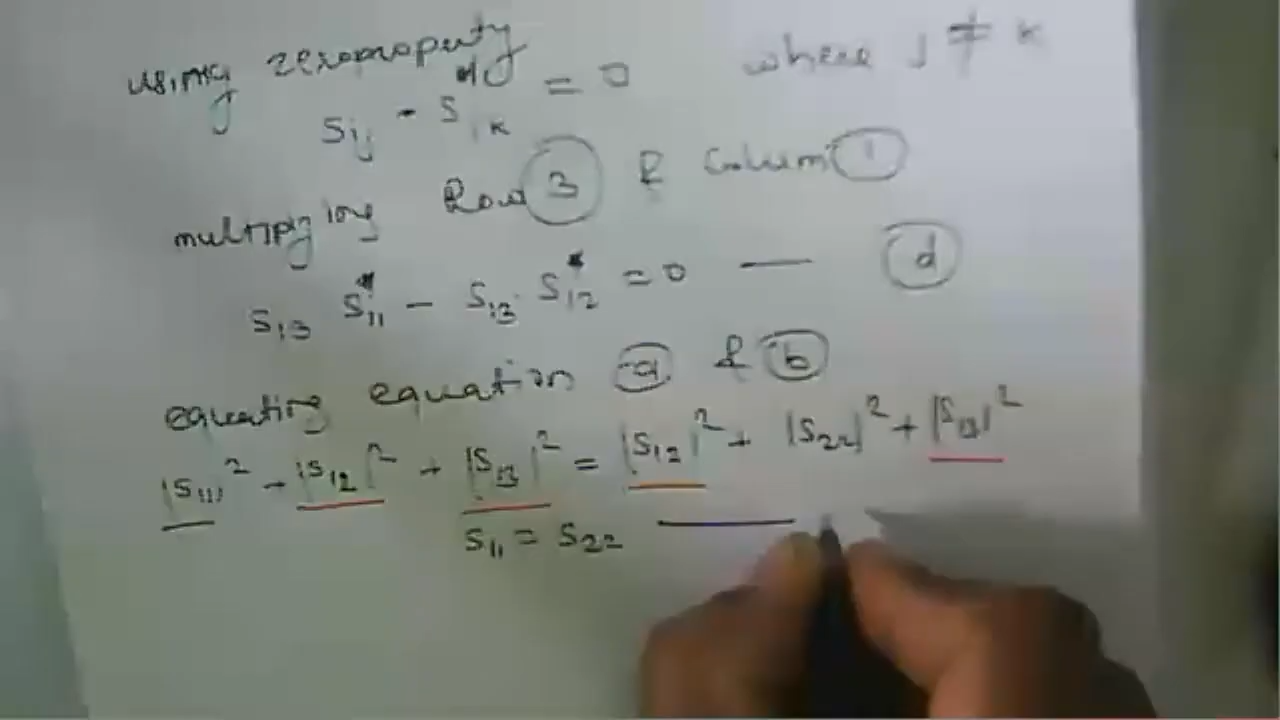 using zeroproperty
Sij - S*ik = 0 where j ≠ k
multiplying Row 3 & Column 1
S13 S*11 - S13 . S*12 = 0 — d
equating equation a & b
|S11|² - |S12|² + |S13|² = |S12|² + |S22|² + |S13|²
S11 = S22 —